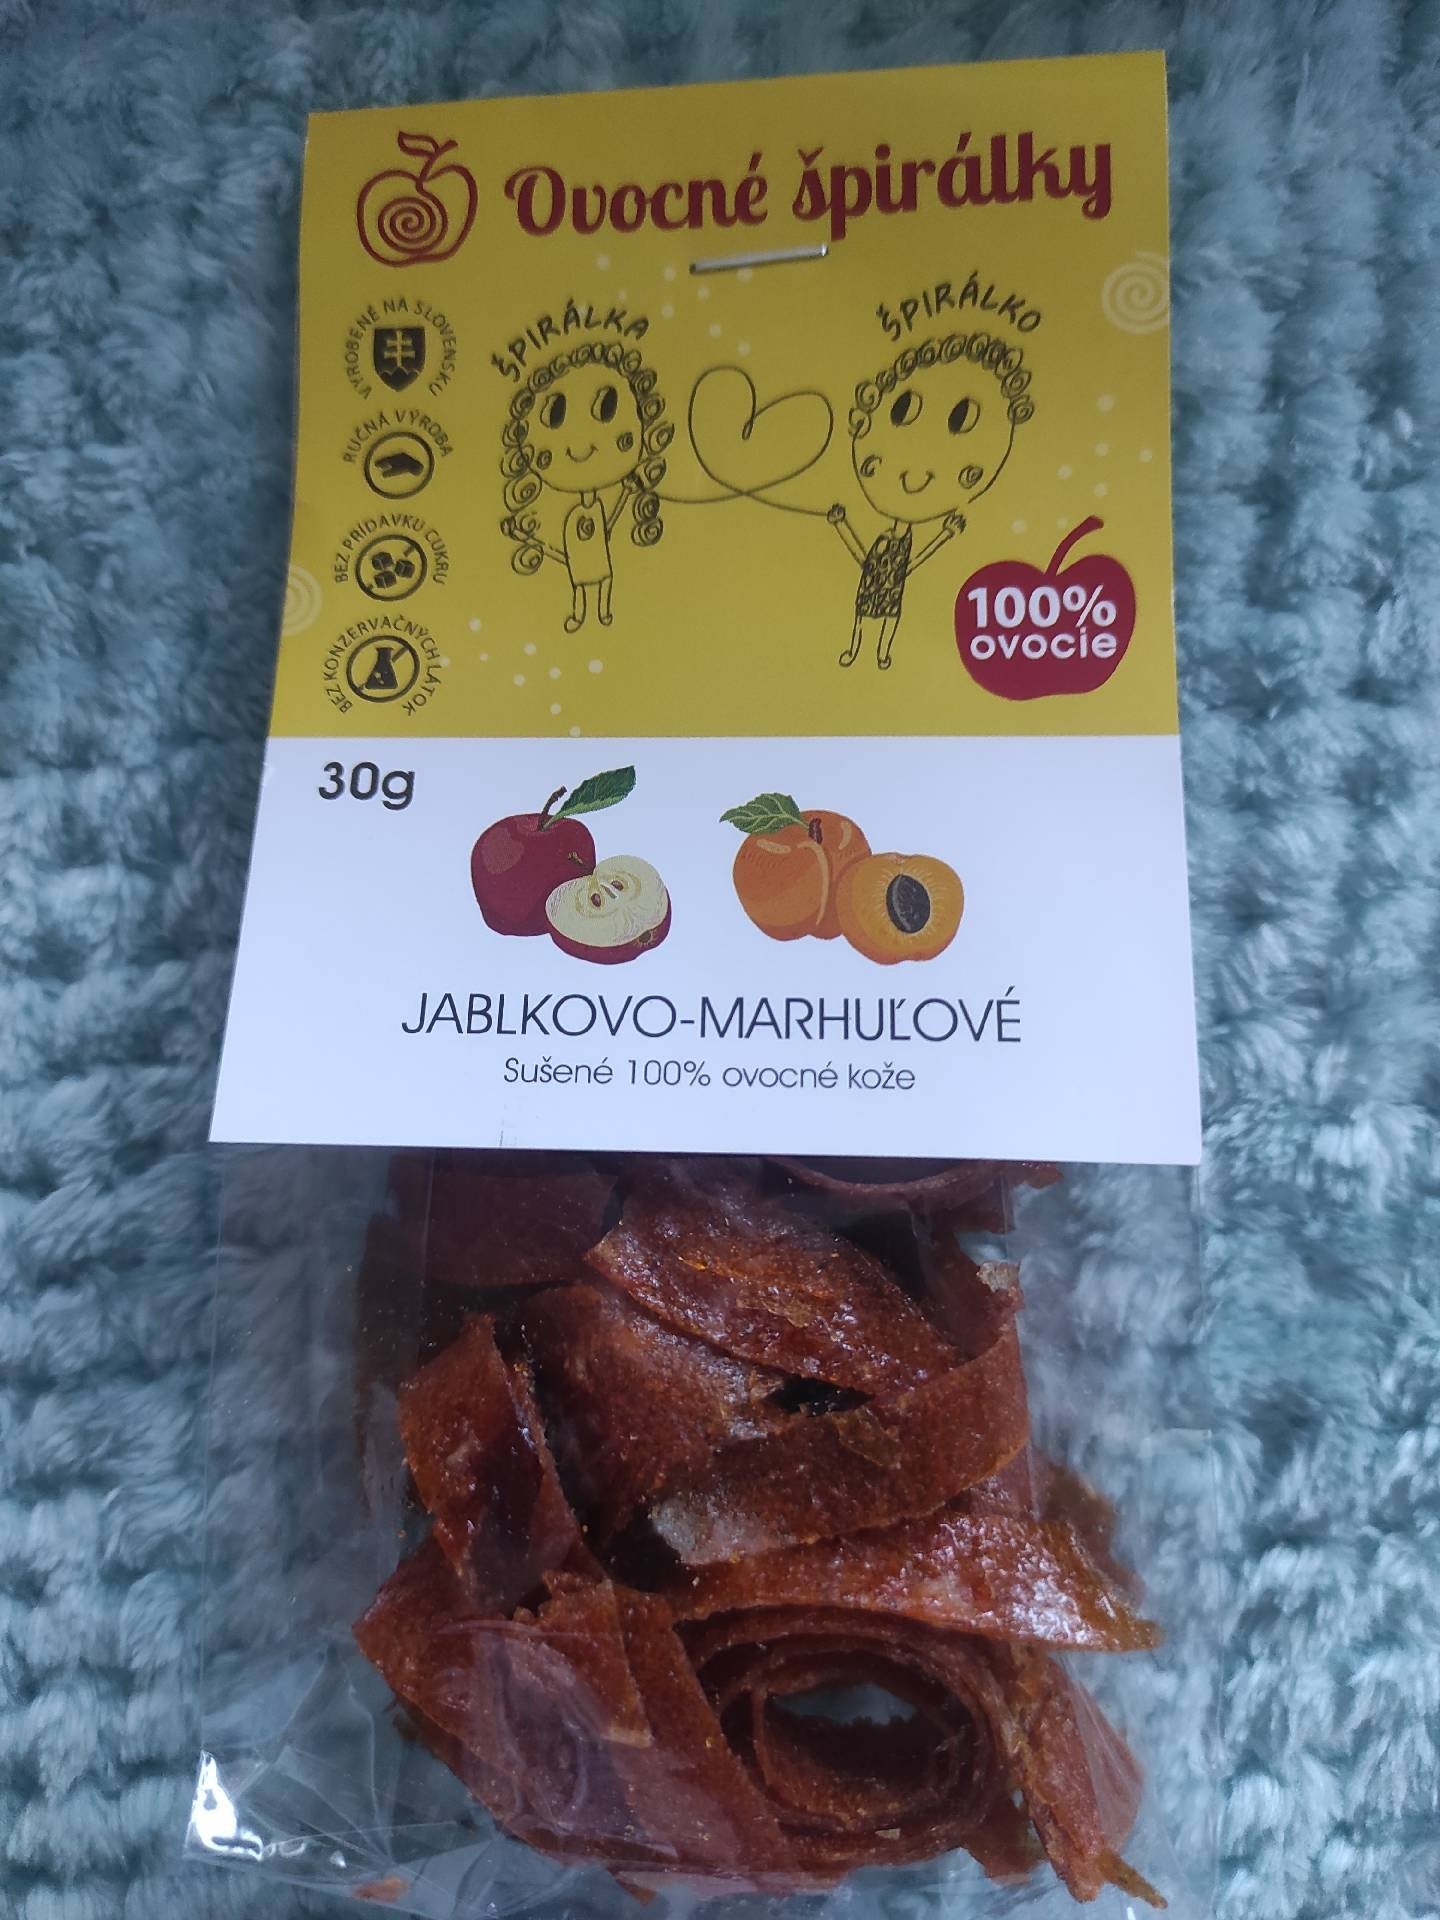 Ovocné špirálky
ŠPIRÁLKA
ŠPIRÁLKO
VYROBENÉ NA SLOVENSKU
RUČNÁ VÝROBA
BEZ PRÍDAVKU CUKRU
BEZ KONZERVAČNÝCH LÁTOK
100%
ovocie
30g
JABLKOVO-MARHUĽOVÉ
Sušené 100% ovocné kože